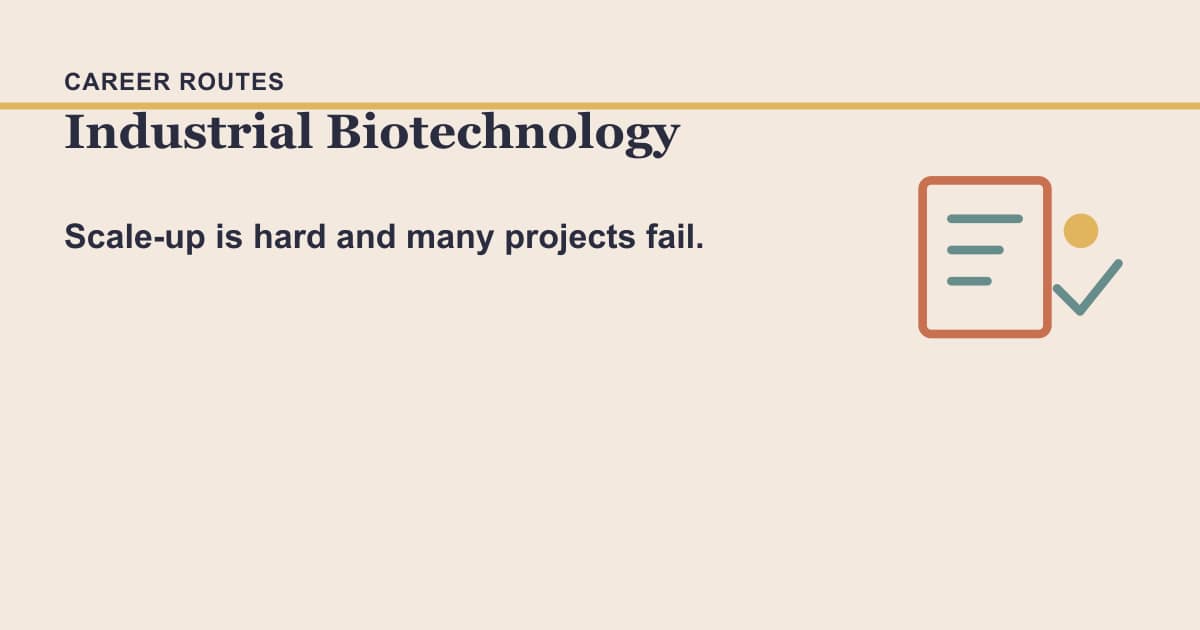 CAREER ROUTES
Industrial Biotechnology
Scale-up is hard and many projects fail.